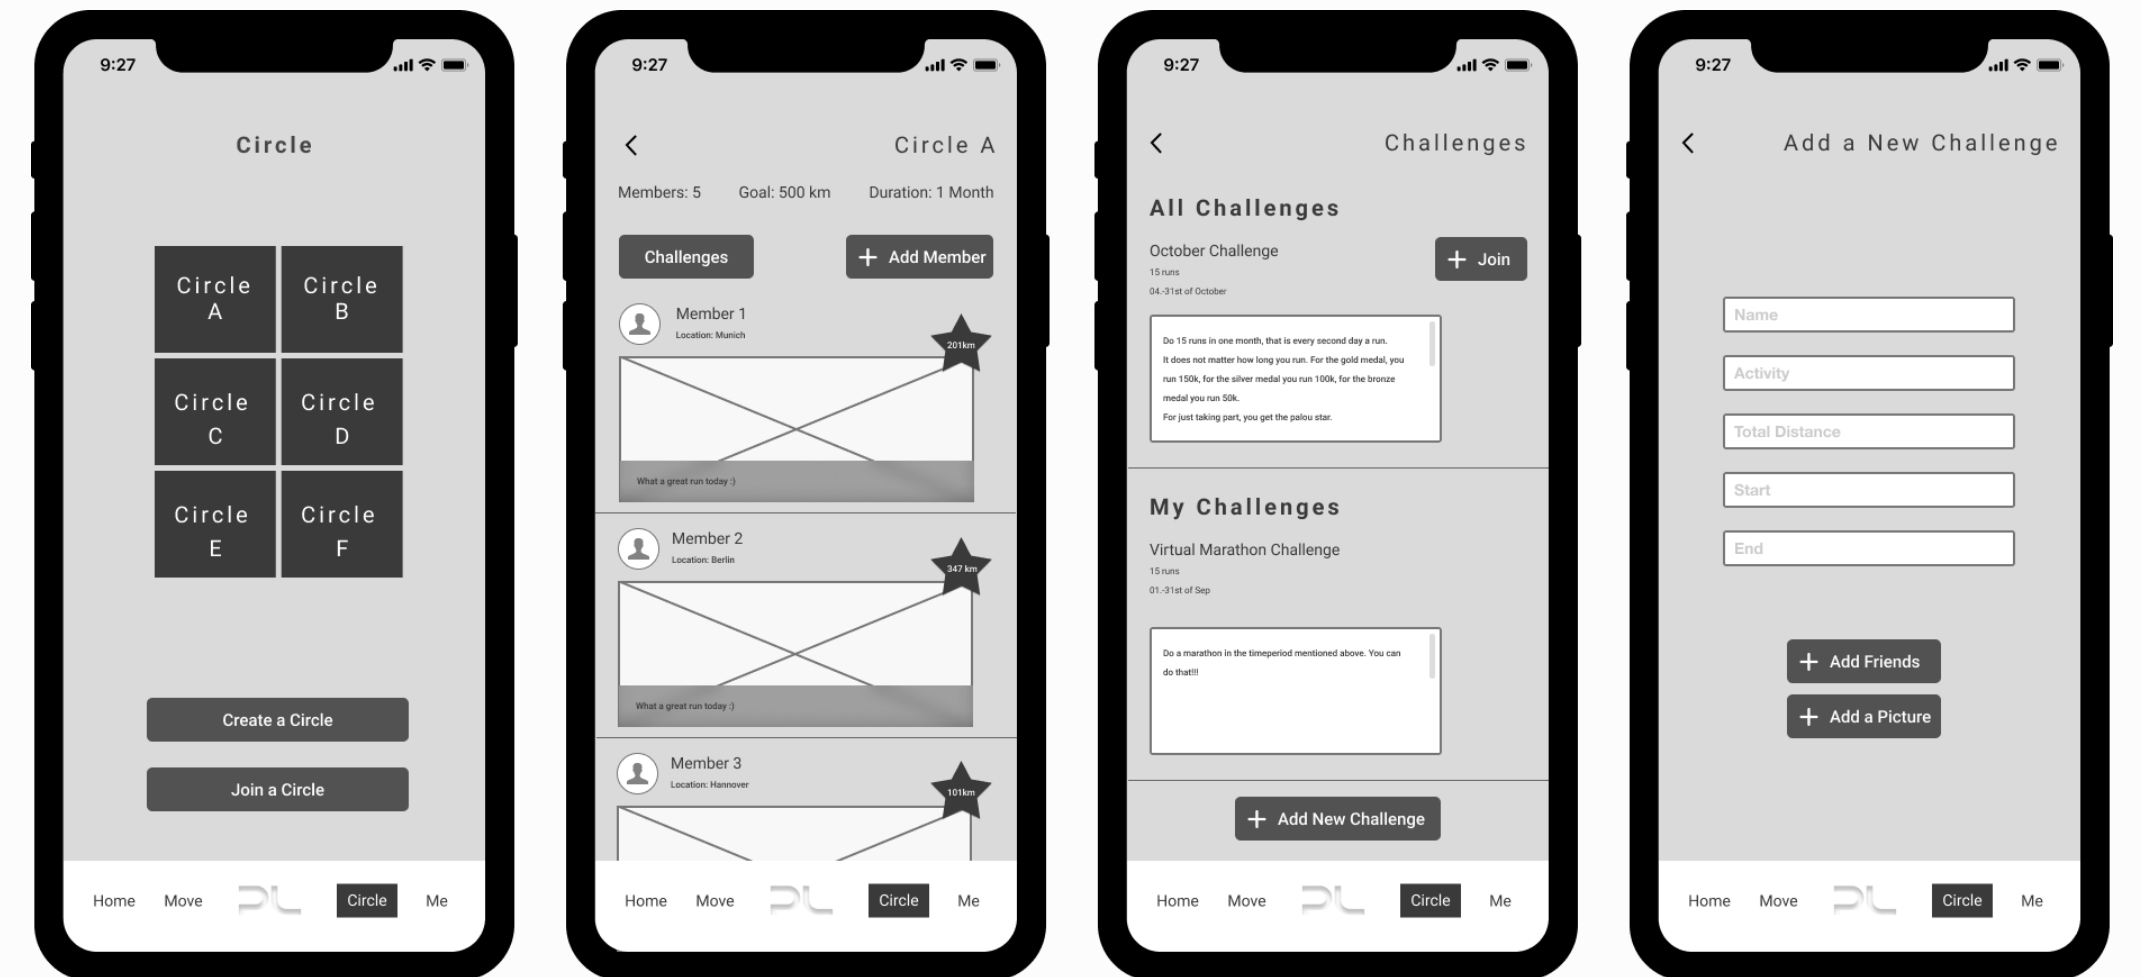 9:27
Circle
Circle
A
Circle
B
Circle
C
Circle
D
Circle
E
Circle
F
Create a Circle
Join a Circle
Home Move PL Circle Me
9:27
Circle A
Members: 5 Goal: 500 km Duration: 1 Month
Challenges + Add Member
Member 1
Location: Munich
201km
What a great run today :)
Member 2
Location: Berlin
347 km
What a great run today :)
Member 3
Location: Hannover
101km
Home Move PL Circle Me
9:27
Challenges
All Challenges
October Challenge
15 runs
04.-31st of October
+ Join
Do 15 runs in one month, that is every second day a run.
It does not matter how long you run. For the gold medal, you
run 150k, for the silver medal you run 100k, for the bronze
medal you run 50k.
For just taking part, you get the palou star.
My Challenges
Virtual Marathon Challenge
15 runs
01.-31st of Sep
Do a marathon in the timeperiod mentioned above. You can
do that!!!
+ Add New Challenge
Home Move PL Circle Me
9:27
Add a New Challenge
Name
Activity
Total Distance
Start
End
+ Add Friends
+ Add a Picture
Home Move PL Circle Me